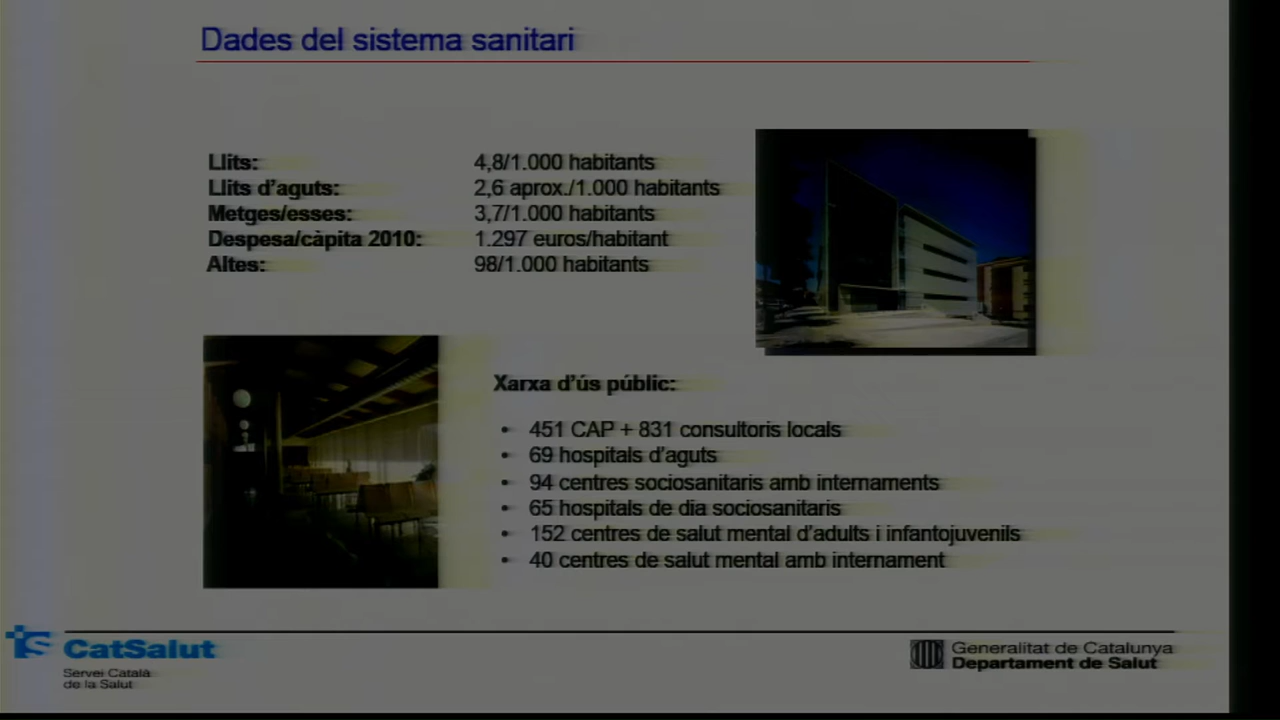 Dades del sistema sanitari
Llits: 4,8/1.000 habitants
Llits d'aguts: 2,6 aprox./1.000 habitants
Metges/esses: 3,7/1.000 habitants
Despesa/càpita 2010: 1.297 euros/habitant
Altes: 98/1.000 habitants
Xarxa d'ús públic:
• 451 CAP + 831 consultoris locals
• 69 hospitals d'aguts
• 94 centres sociosanitaris amb internaments
• 65 hospitals de dia sociosanitaris
• 152 centres de salut mental d'adults i infantojuvenils
• 40 centres de salut mental amb internament
CatSalut
Servei Català
de la Salut
Generalitat de Catalunya
Departament de Salut